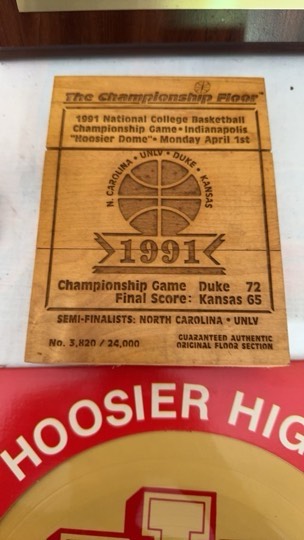 The Championship Floor
1991 National College Basketball
Championship Game • Indianapolis
"Hoosier Dome" • Monday April 1st
N. CAROLINA • UNLV • DUKE • KANSAS
1991
Championship Game Duke 72
Final Score: Kansas 65
SEMI-FINALISTS: NORTH CAROLINA • UNLV
No. 3,820 / 24,000
GUARANTEED AUTHENTIC
ORIGINAL FLOOR SECTION
HOOSIER HIG